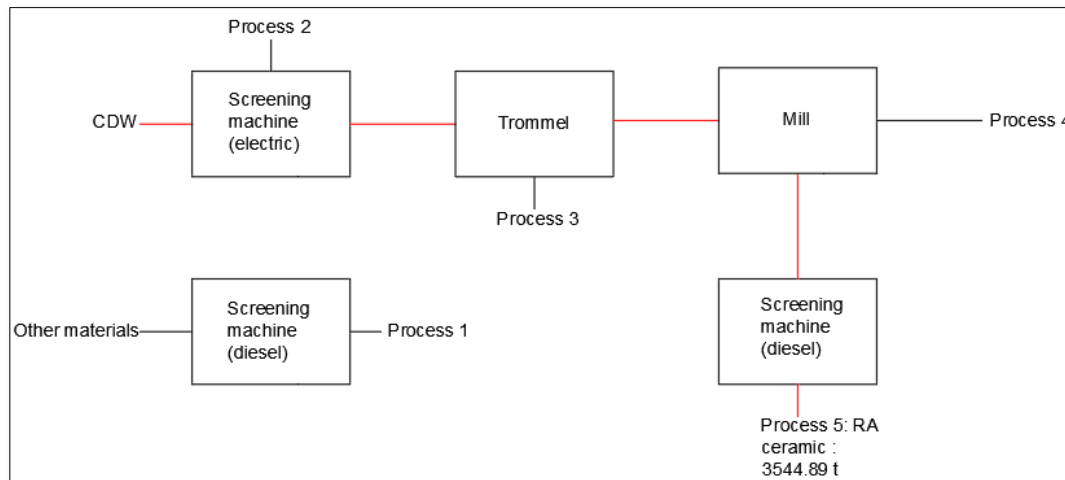 Process 2
CDW
Screening
machine
(electric)
Trommel
Mill
Process 4
Process 3
Other materials
Screening
machine
(diesel)
Process 1
Screening
machine
(diesel)
Process 5: RA
ceramic :
3544.89 t